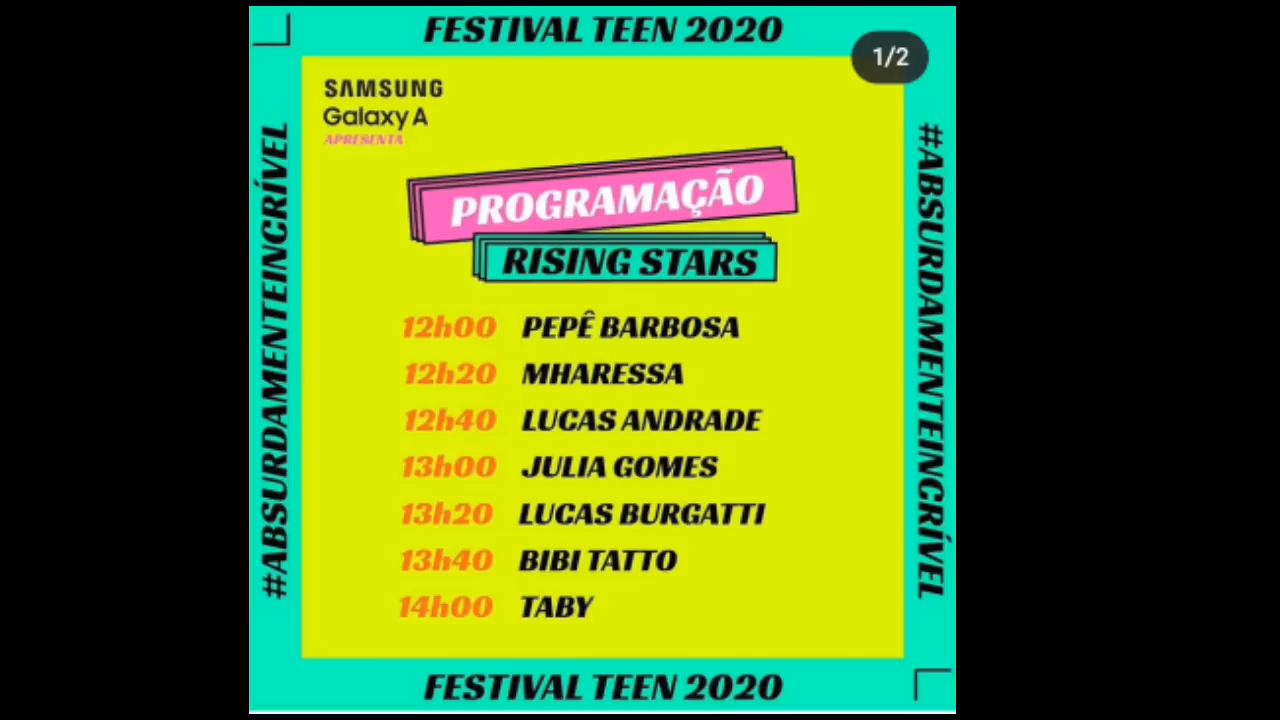 FESTIVAL TEEN 2020
1/2
SAMSUNG
Galaxy A
APRESENTA
#ABSURDAMENTEINCRÍVEL
#ABSURDAMENTEINCRÍVEL
PROGRAMAÇÃO
RISING STARS
12h00 PEPÊ BARBOSA
12h20 MHARESSA
12h40 LUCAS ANDRADE
13h00 JULIA GOMES
13h20 LUCAS BURGATTI
13h40 BIBI TATTO
14h00 TABY
FESTIVAL TEEN 2020